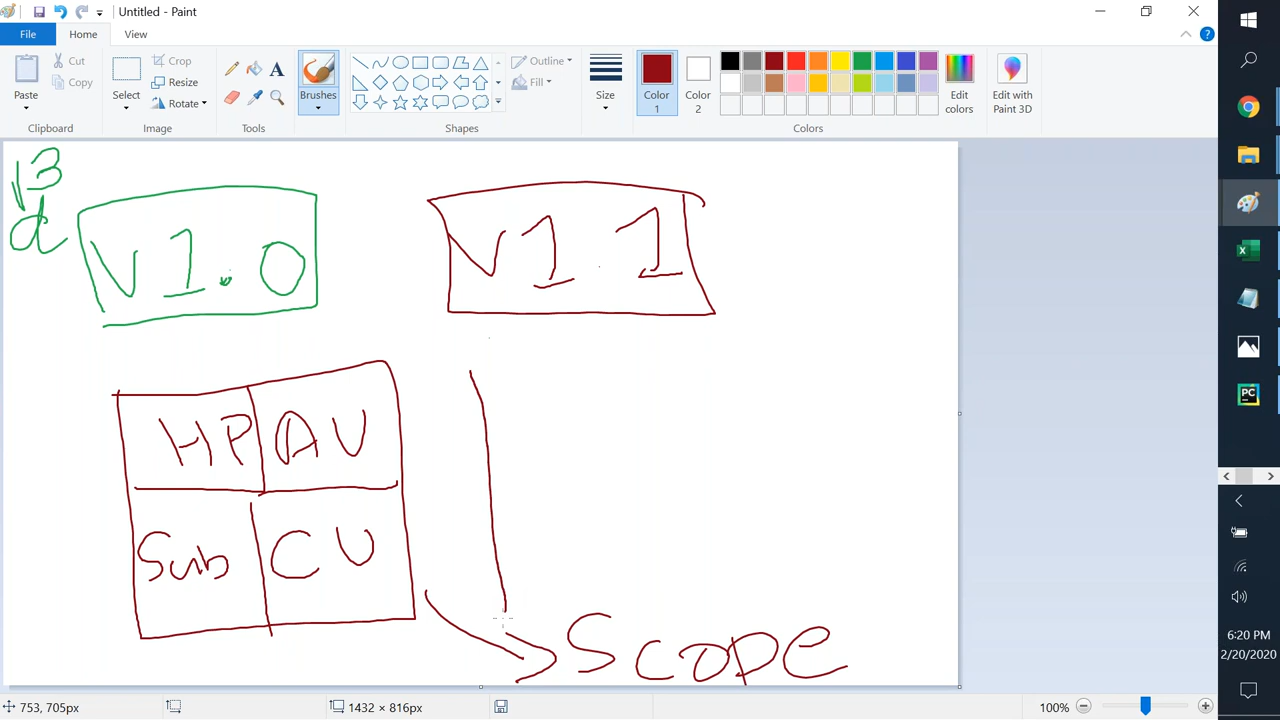 Untitled - Paint
File Home View
Paste
Cut
Copy
Clipboard
Select
Crop
Resize
Rotate
Image
Tools
Brushes
Shapes
Outline
Fill
Size
Color 1
Color 2
Edit colors
Edit with Paint 3D
Colors
13
d
V1.0
V1 1
HP AV
Sub CU
Scope
753, 705px
1432 × 816px
100%
6:20 PM
2/20/2020
PC